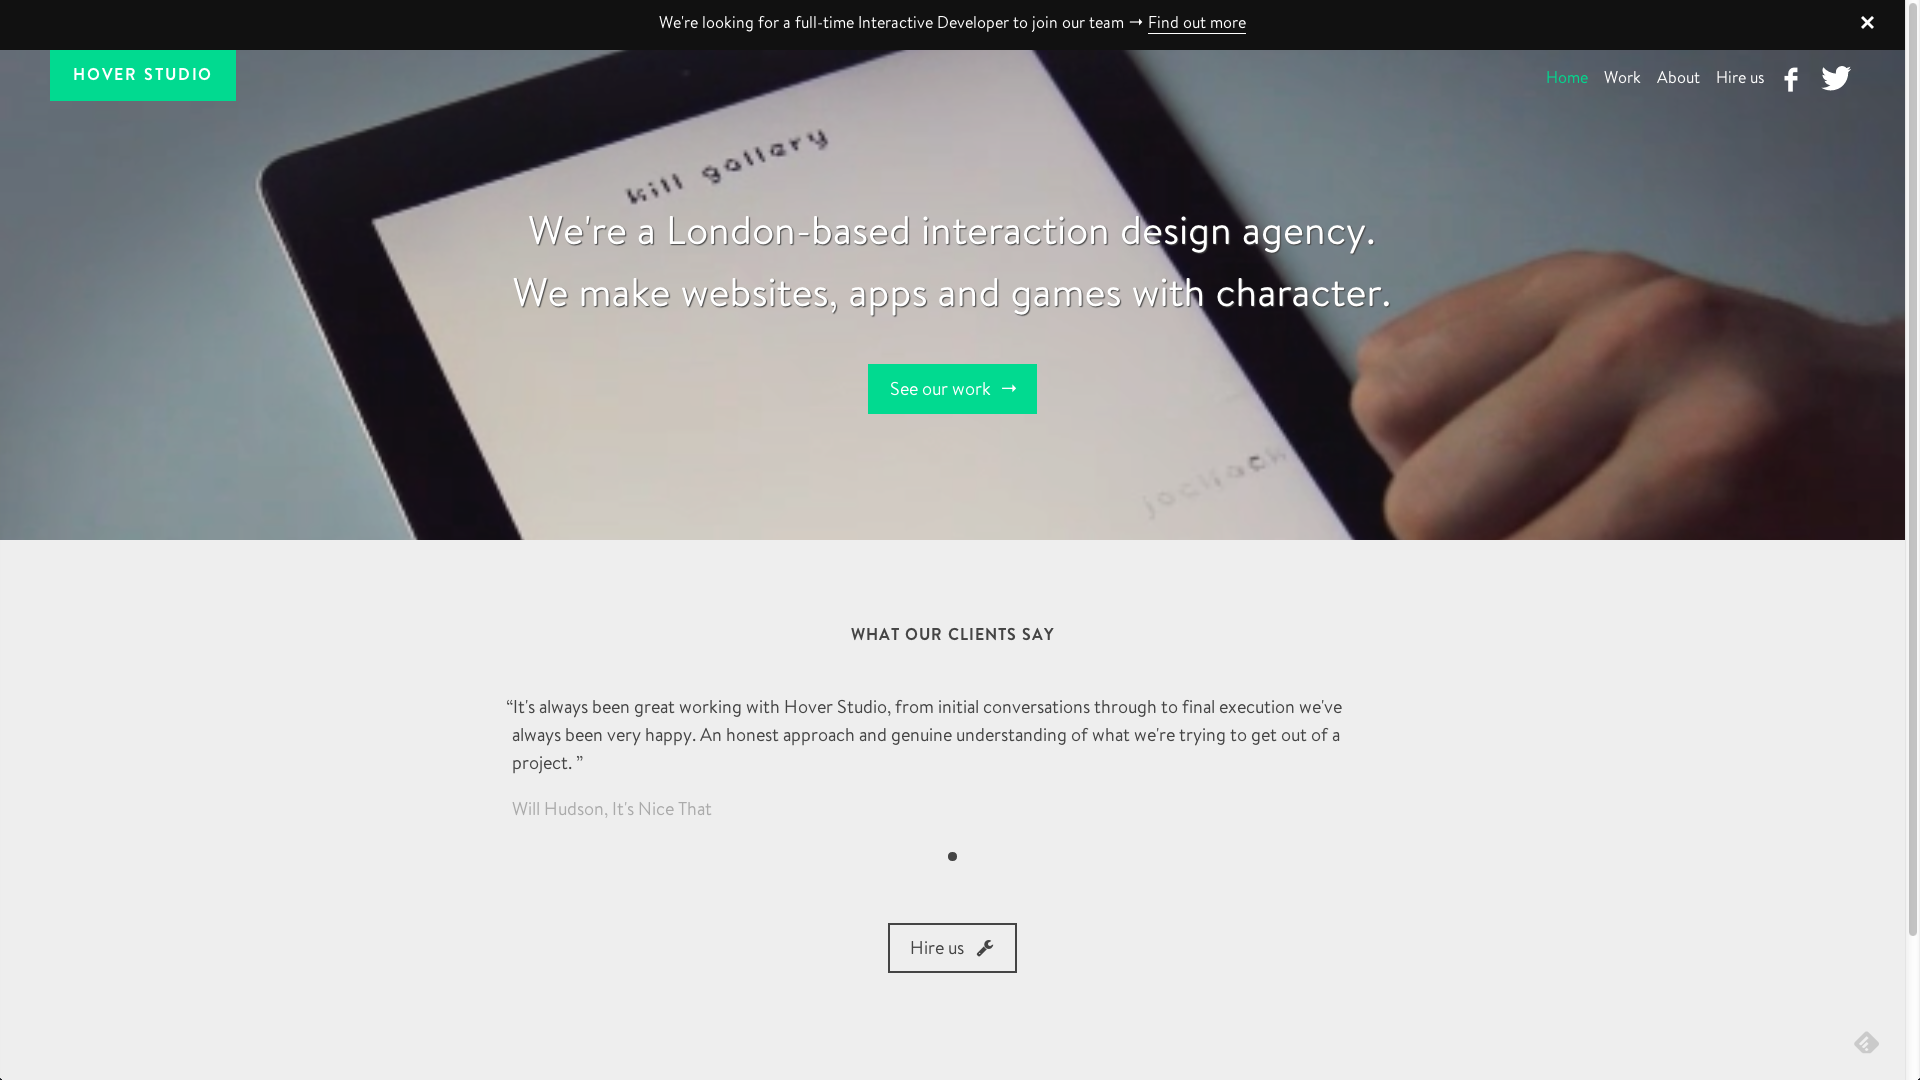 We're looking for a full-time Interactive Developer to join our team → Find out more
HOVER STUDIO
Home Work About Hire us
kill gallery
We're a London-based interaction design agency.
We make websites, apps and games with character.
See our work →
WHAT OUR CLIENTS SAY
“It's always been great working with Hover Studio, from initial conversations through to final execution we've
always been very happy. An honest approach and genuine understanding of what we're trying to get out of a
project. ”
Will Hudson, It's Nice That
Hire us